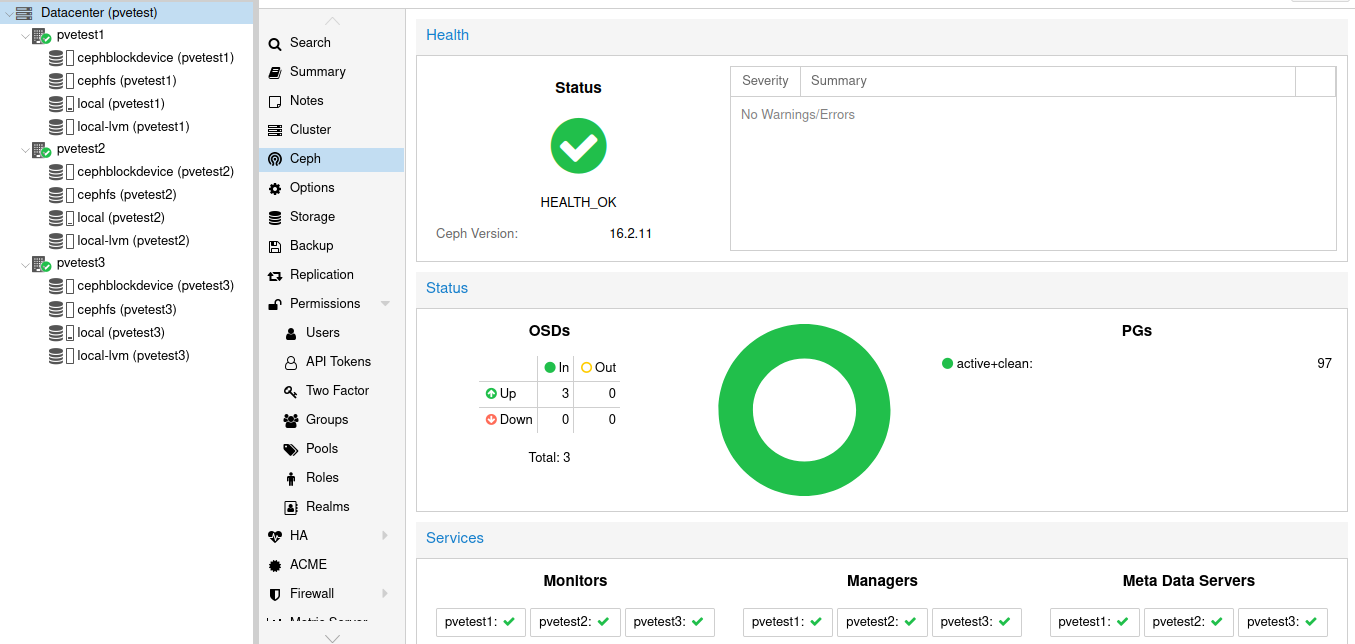 Datacenter (pvetest)
pvetest1
cephblockdevice (pvetest1)
cephfs (pvetest1)
local (pvetest1)
local-lvm (pvetest1)
pvetest2
cephblockdevice (pvetest2)
cephfs (pvetest2)
local (pvetest2)
local-lvm (pvetest2)
pvetest3
cephblockdevice (pvetest3)
cephfs (pvetest3)
local (pvetest3)
local-lvm (pvetest3)
Search
Summary
Notes
Cluster
Ceph
Options
Storage
Backup
Replication
Permissions
Users
API Tokens
Two Factor
Groups
Pools
Roles
Realms
HA
ACME
Firewall
Metric Server
Health
Status
HEALTH_OK
Ceph Version: 16.2.11
Severity Summary
No Warnings/Errors
Status
OSDs
In Out
Up 3 0
Down 0 0
Total: 3
PGs
active+clean: 97
Services
Monitors
pvetest1: pvetest2: pvetest3:
Managers
pvetest1: pvetest2: pvetest3:
Meta Data Servers
pvetest1: pvetest2: pvetest3: